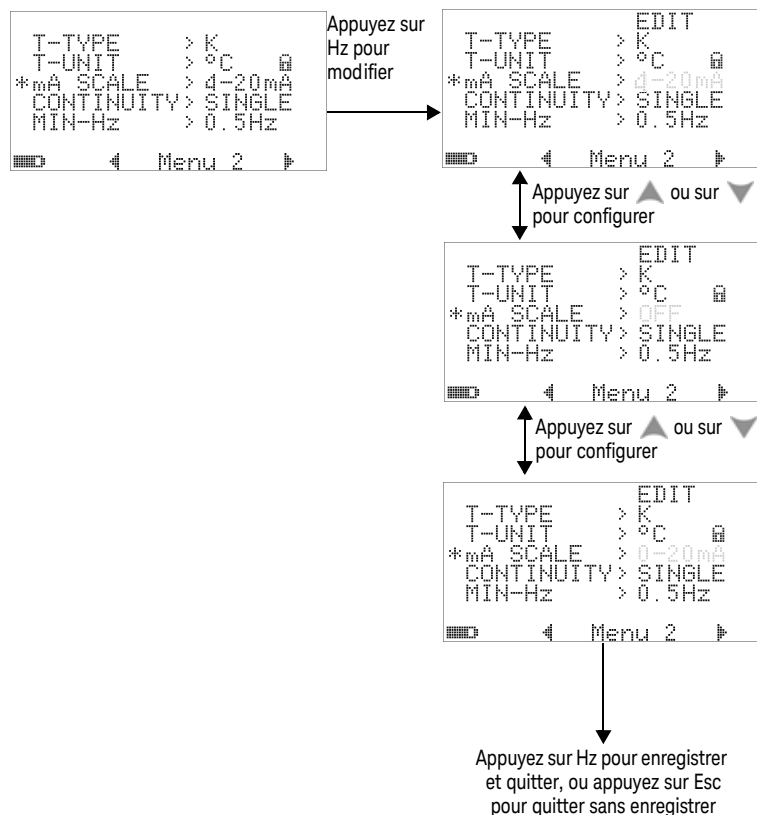 T-TYPE > K
T-UNIT > °C
*mA SCALE > 4-20mA
CONTINUITY> SINGLE
MIN-Hz > 0.5Hz
Menu 2
Appuyez sur
Hz pour
modifier
EDIT
T-TYPE > K
T-UNIT > °C
*mA SCALE > 4-20mA
CONTINUITY> SINGLE
MIN-Hz > 0.5Hz
Menu 2
Appuyez sur ou sur
pour configurer
EDIT
T-TYPE > K
T-UNIT > °C
*mA SCALE > OFF
CONTINUITY> SINGLE
MIN-Hz > 0.5Hz
Menu 2
Appuyez sur ou sur
pour configurer
EDIT
T-TYPE > K
T-UNIT > °C
*mA SCALE > 0-20mA
CONTINUITY> SINGLE
MIN-Hz > 0.5Hz
Menu 2
Appuyez sur Hz pour enregistrer
et quitter, ou appuyez sur Esc
pour quitter sans enregistrer